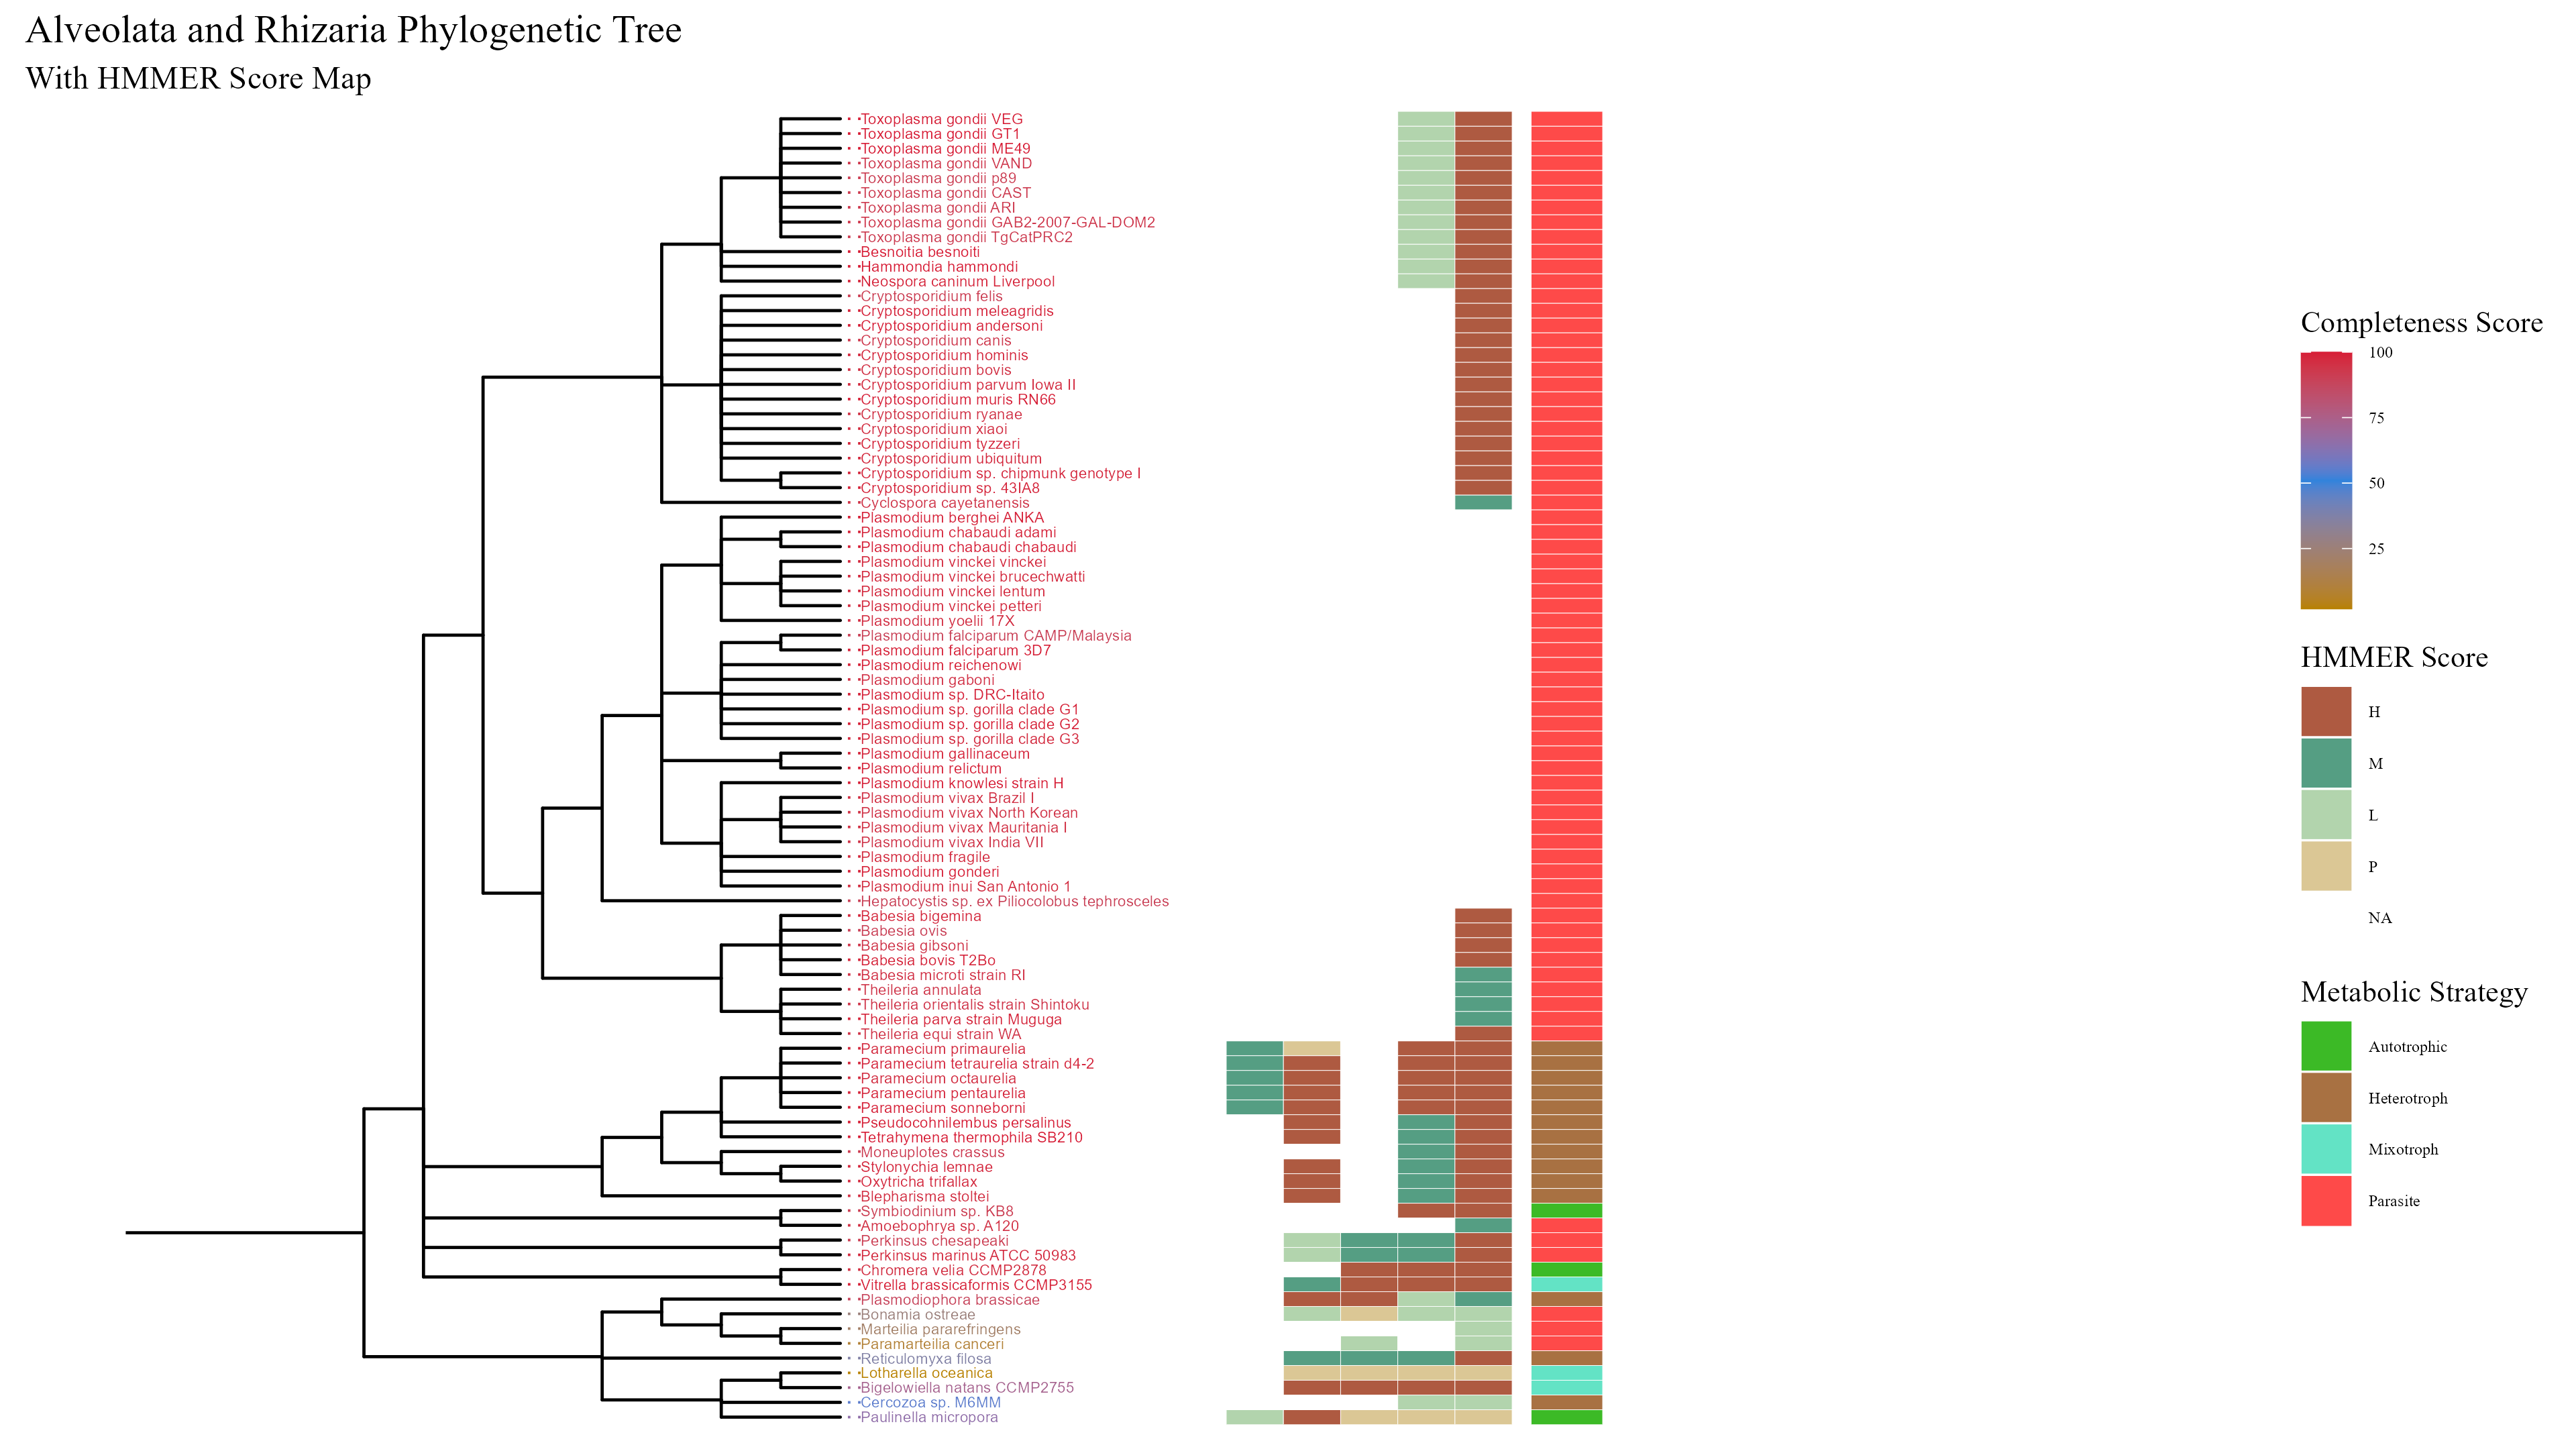 Alveolata and Rhizaria Phylogenetic Tree
With HMMER Score Map
Toxoplasma gondii VEG
Toxoplasma gondii GT1
Toxoplasma gondii ME49
Toxoplasma gondii VAND
Toxoplasma gondii p89
Toxoplasma gondii CAST
Toxoplasma gondii ARI
Toxoplasma gondii GAB2-2007-GAL-DOM2
Toxoplasma gondii TgCatPRC2
Besnoitia besnoiti
Hammondia hammondi
Neospora caninum Liverpool
Cryptosporidium felis
Cryptosporidium meleagridis
Cryptosporidium andersoni
Cryptosporidium canis
Cryptosporidium hominis
Cryptosporidium bovis
Cryptosporidium parvum Iowa II
Cryptosporidium muris RN66
Cryptosporidium ryanae
Cryptosporidium xiaoi
Cryptosporidium tyzzeri
Cryptosporidium ubiquitum
Cryptosporidium sp. chipmunk genotype I
Cryptosporidium sp. 43IA8
Cyclospora cayetanensis
Plasmodium berghei ANKA
Plasmodium chabaudi adami
Plasmodium chabaudi chabaudi
Plasmodium vinckei vinckei
Plasmodium vinckei brucechwatti
Plasmodium vinckei lentum
Plasmodium vinckei petteri
Plasmodium yoelii 17X
Plasmodium falciparum CAMP/Malaysia
Plasmodium falciparum 3D7
Plasmodium reichenowi
Plasmodium gaboni
Plasmodium sp. DRC-Itaito
Plasmodium sp. gorilla clade G1
Plasmodium sp. gorilla clade G2
Plasmodium sp. gorilla clade G3
Plasmodium gallinaceum
Plasmodium relictum
Plasmodium knowlesi strain H
Plasmodium vivax Brazil I
Plasmodium vivax North Korean
Plasmodium vivax Mauritania I
Plasmodium vivax India VII
Plasmodium fragile
Plasmodium gonderi
Plasmodium inui San Antonio 1
Hepatocystis sp. ex Piliocolobus tephrosceles
Babesia bigemina
Babesia ovis
Babesia gibsoni
Babesia bovis T2Bo
Babesia microti strain RI
Theileria annulata
Theileria orientalis strain Shintoku
Theileria parva strain Muguga
Theileria equi strain WA
Paramecium primaurelia
Paramecium tetraurelia strain d4-2
Paramecium octaurelia
Paramecium pentaurelia
Paramecium sonneborni
Pseudocohnilembus persalinus
Tetrahymena thermophila SB210
Moneuplotes crassus
Stylonychia lemnae
Oxytricha trifallax
Blepharisma stoltei
Symbiodinium sp. KB8
Amoebophrya sp. A120
Perkinsus chesapeaki
Perkinsus marinus ATCC 50983
Chromera velia CCMP2878
Vitrella brassicaformis CCMP3155
Plasmodiophora brassicae
Bonamia ostreae
Marteilia pararefringens
Paramarteilia canceri
Reticulomyxa filosa
Lotharella oceanica
Bigelowiella natans CCMP2755
Cercozoa sp. M6MM
Paulinella micropora
Completeness Score
100
75
50
25
HMMER Score
H
M
L
P
NA
Metabolic Strategy
Autotrophic
Heterotroph
Mixotroph
Parasite